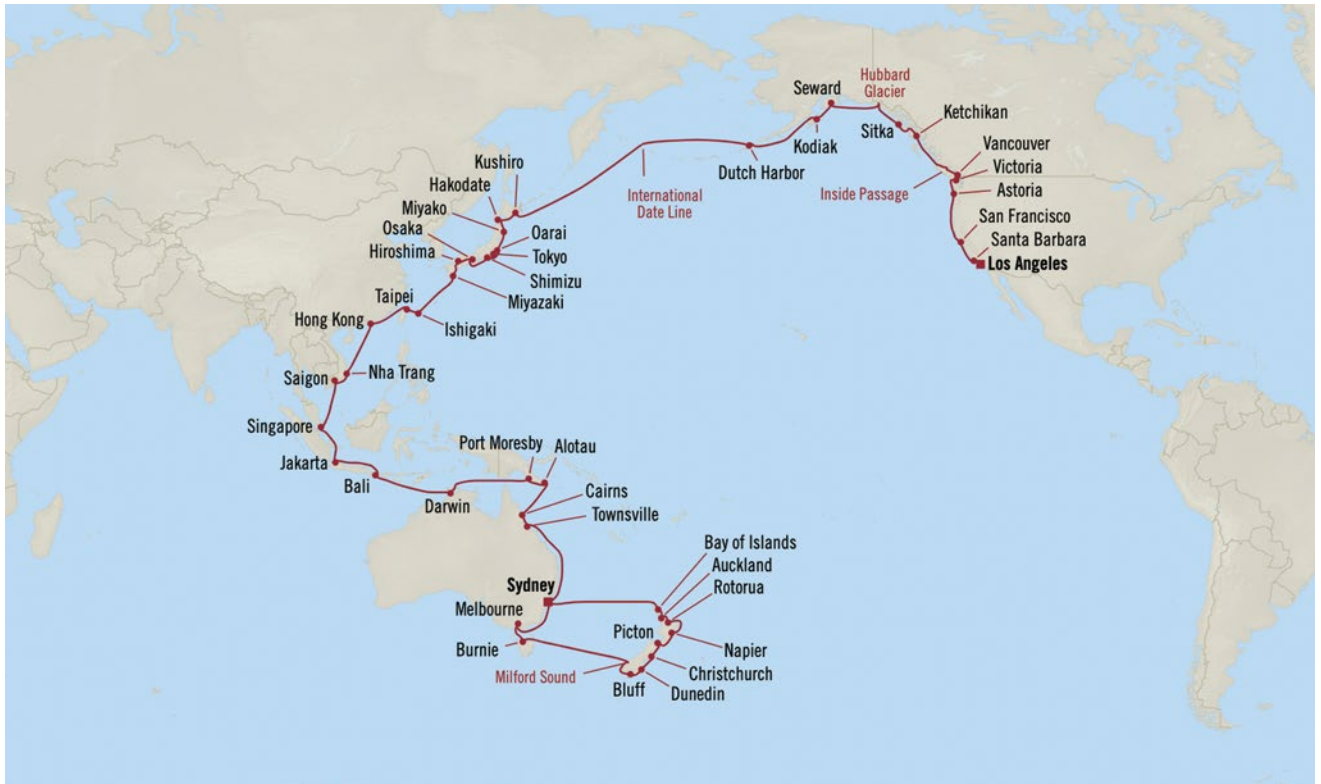 Hubbard
Glacier
Seward
Ketchikan
Sitka
Kodiak
Vancouver
Victoria
Dutch Harbor
Inside Passage
Astoria
International
Date Line
Kushiro
Hakodate
Miyako
Osaka
Oarai
Hiroshima
Tokyo
Shimizu
Miyazaki
San Francisco
Santa Barbara
Los Angeles
Taipei
Hong Kong
Ishigaki
Nha Trang
Saigon
Singapore
Port Moresby
Alotau
Jakarta
Bali
Darwin
Cairns
Townsville
Bay of Islands
Auckland
Rotorua
Sydney
Melbourne
Picton
Burnie
Napier
Milford Sound
Christchurch
Bluff
Dunedin